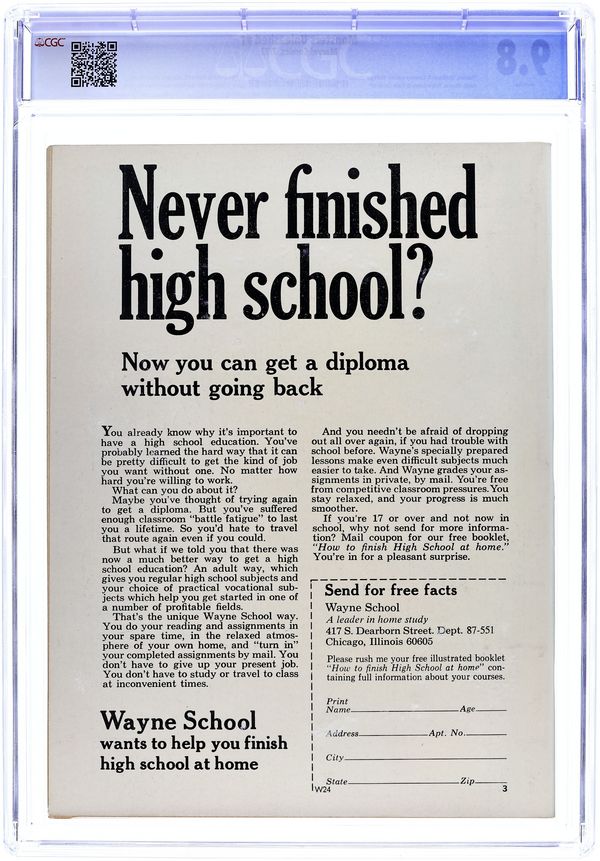 CGC
Never finished
high school?
Now you can get a diploma
without going back
You already know why it's important to
have a high school education. You've
probably learned the hard way that it can
be pretty difficult to get the kind of job
you want without one. No matter how
hard you're willing to work.
What can you do about it?
Maybe you've thought of trying again
to get a diploma. But you've suffered
enough classroom "battle fatigue" to last
you a lifetime. So you'd hate to travel
that route again even if you could.
But what if we told you that there was
now a much better way to get a high
school education? An adult way, which
gives you regular high school subjects and
your choice of practical vocational sub-
jects which help you get started in one of
a number of profitable fields.
That's the unique Wayne School way.
You do your reading and assignments in
your spare time, in the relaxed atmos-
phere of your own home, and "turn in"
your completed assignments by mail. You
don't have to give up your present job.
You don't have to study or travel to class
at inconvenient times.
Wayne School
wants to help you finish
high school at home
And you needn't be afraid of dropping
out all over again, if you had trouble with
school before. Wayne's specially prepared
lessons make even difficult subjects much
easier to take. And Wayne grades your as-
signments in private, by mail. You're free
from competitive classroom pressures. You
stay relaxed, and your progress is much
smoother.
If you're 17 or over and not now in
school, why not send for more informa-
tion? Mail coupon for our free booklet,
"How to finish High School at home."
You're in for a pleasant surprise.
Send for free facts
Wayne School
A leader in home study
417 S. Dearborn Street. Dept. 87-551
Chicago, Illinois 60605
Please rush me your free illustrated booklet
"How to finish High School at home" con-
taining full information about your courses.
Print
Name Age
Address Apt. No.
City
State Zip
W24 3